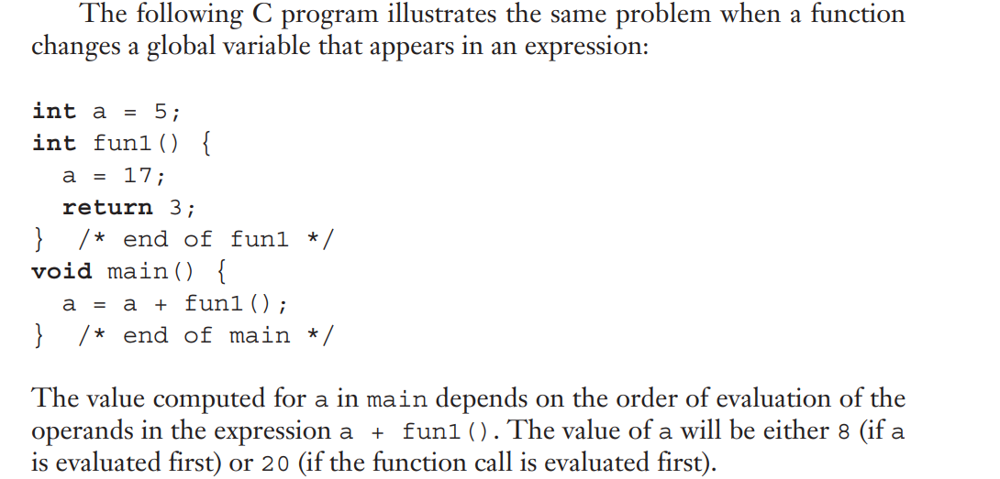 The following C program illustrates the same problem when a function
changes a global variable that appears in an expression:
int a = 5;
int fun1() {
  a = 17;
  return 3;
}  /* end of fun1 */
void main() {
  a = a + fun1();
}  /* end of main */
The value computed for a in main depends on the order of evaluation of the
operands in the expression a + fun1(). The value of a will be either 8 (if a
is evaluated first) or 20 (if the function call is evaluated first).